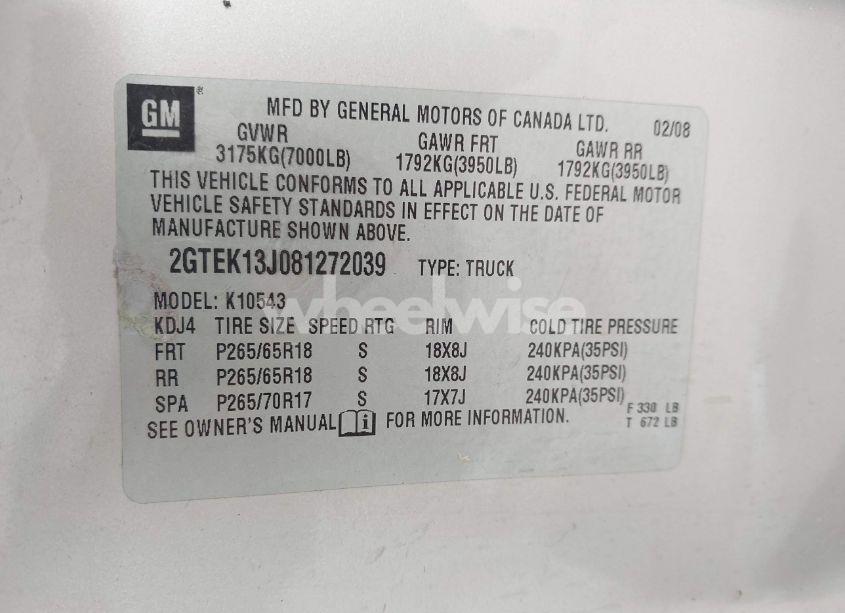 GM ®
MFD BY GENERAL MOTORS OF CANADA LTD. 02/08
GVWR GAWR FRT GAWR RR
3175KG(7000LB) 1792KG(3950LB) 1792KG(3950LB)
THIS VEHICLE CONFORMS TO ALL APPLICABLE U.S. FEDERAL MOTOR
VEHICLE SAFETY STANDARDS IN EFFECT ON THE DATE OF
MANUFACTURE SHOWN ABOVE.
2GTEK13J081272039 TYPE: TRUCK
MODEL: K10543
wheelwise
KDJ4 TIRE SIZE SPEED RTG RIM COLD TIRE PRESSURE
FRT P265/65R18 S 18X8J 240KPA(35PSI)
RR P265/65R18 S 18X8J 240KPA(35PSI)
SPA P265/70R17 S 17X7J 240KPA(35PSI)
F 330 LB
T 672 LB
SEE OWNER'S MANUAL i FOR MORE INFORMATION.